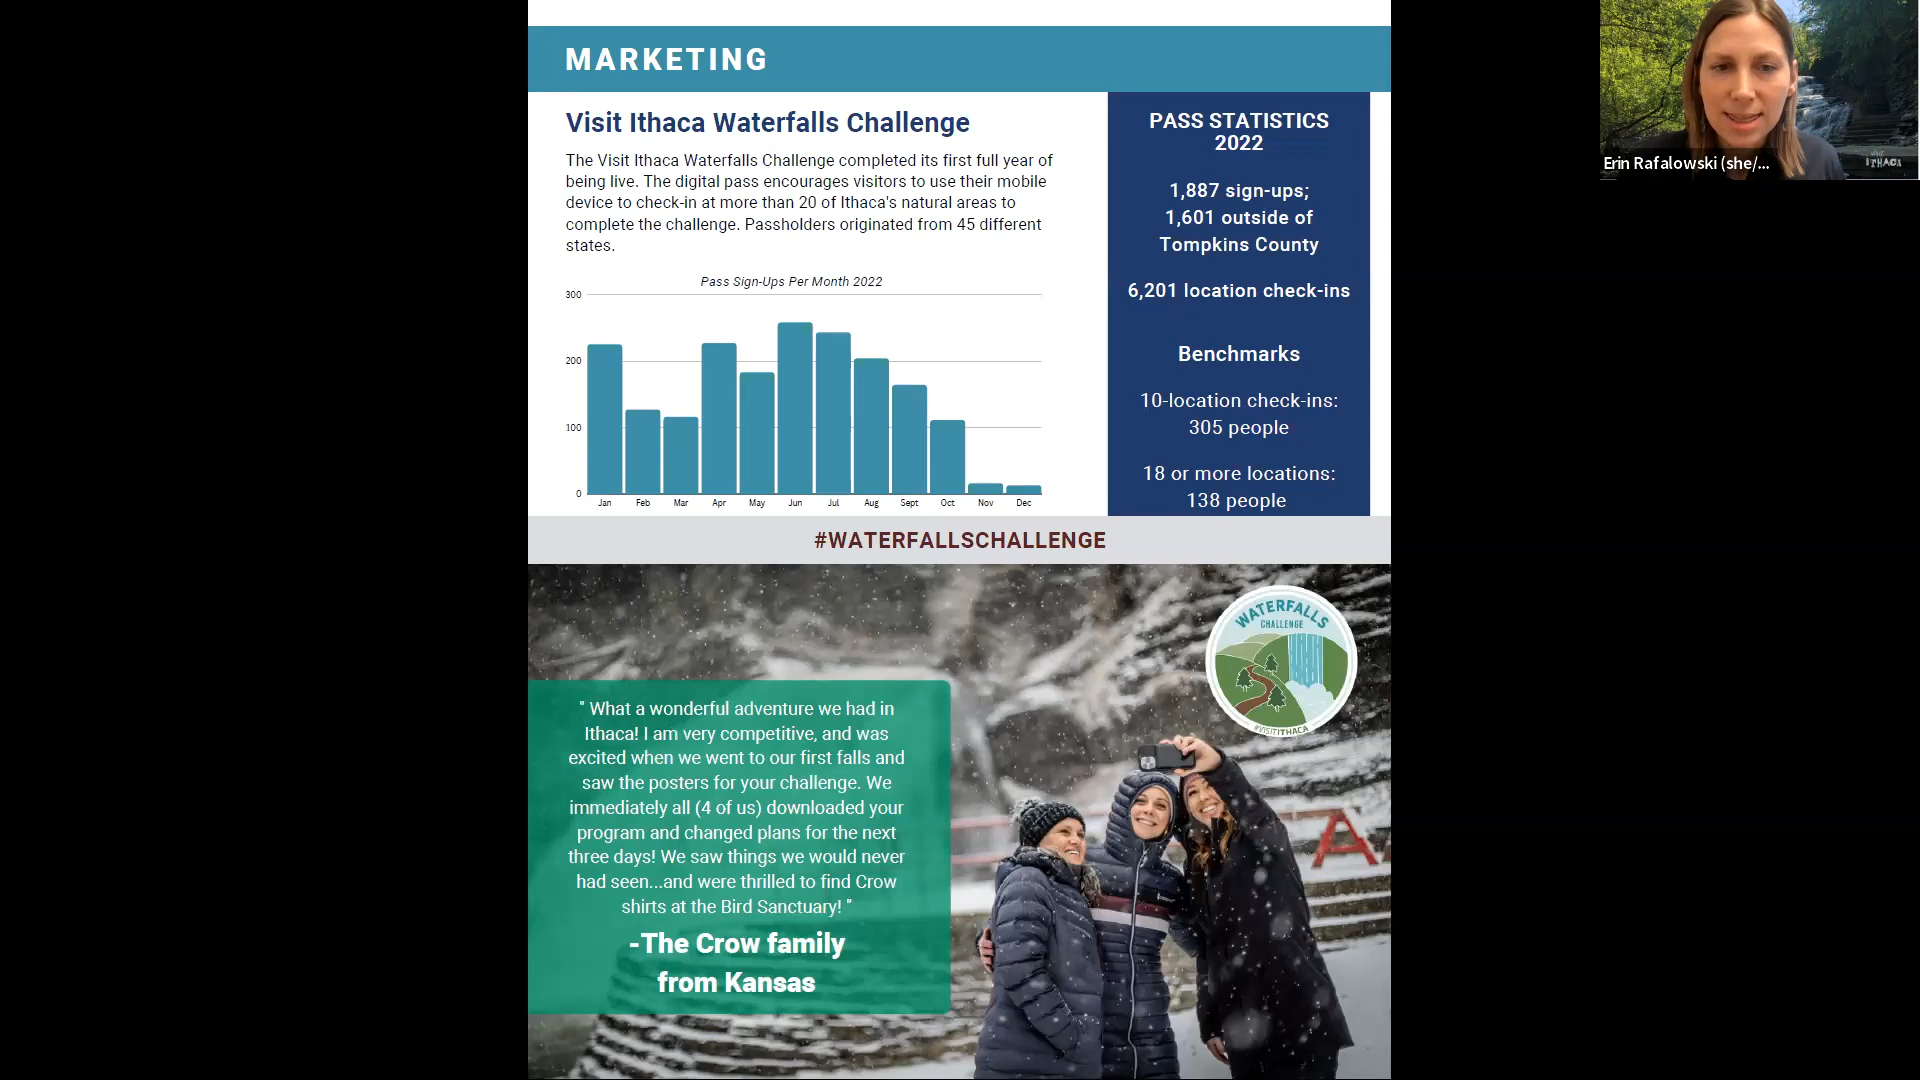 MARKETING
Visit Ithaca Waterfalls Challenge
The Visit Ithaca Waterfalls Challenge completed its first full year of
being live. The digital pass encourages visitors to use their mobile
device to check-in at more than 20 of Ithaca's natural areas to
complete the challenge. Passholders originated from 45 different
states.
Pass Sign-Ups Per Month 2022
300
200
100
0
Jan Feb Mar Apr May Jun Jul Aug Sept Oct Nov Dec
PASS STATISTICS
2022
1,887 sign-ups;
1,601 outside of
Tompkins County
6,201 location check-ins
Benchmarks
10-location check-ins:
305 people
18 or more locations:
138 people
#WATERFALLSCHALLENGE
WATERFALLS
CHALLENGE
#VISITITHACA
" What a wonderful adventure we had in
Ithaca! I am very competitive, and was
excited when we went to our first falls and
saw the posters for your challenge. We
immediately all (4 of us) downloaded your
program and changed plans for the next
three days! We saw things we would never
had seen...and were thrilled to find Crow
shirts at the Bird Sanctuary! "
-The Crow family
from Kansas
A
Erin Rafalowski (she/...
VISIT
ITHACA